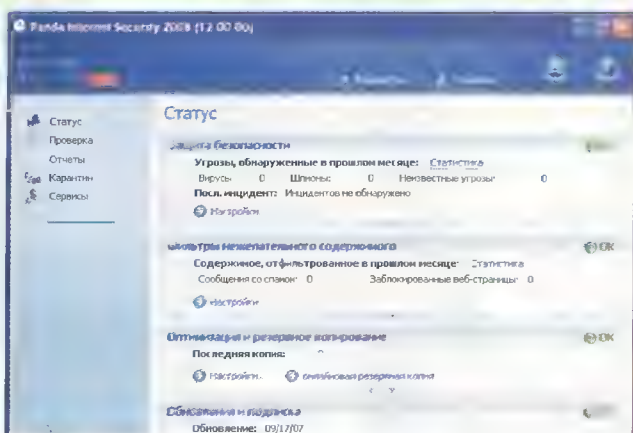 Panda Internet Security 2008 (12.00.00)
Статус
Проверка
Отчеты
Карантин
Сервисы
Статус
Защита безопасности
Угрозы, обнаруженные в прошлом месяце: Статистика
Вирусы: 0 Шпионы: 0 Неизвестные угрозы: 0
Посл. инцидент: Инцидентов не обнаружено
Настройки
Фильтры нежелательного содержимого OK
Содержимое, отфильтрованное в прошлом месяце: Статистика
Сообщения со спамом: 0 Заблокированные веб-страницы: 0
Настройки
Оптимизация и резервное копирование OK
Последняя копия:
Настройки Онлайновая резервная копия
Обновления и подписка
Обновление: 09/17/07